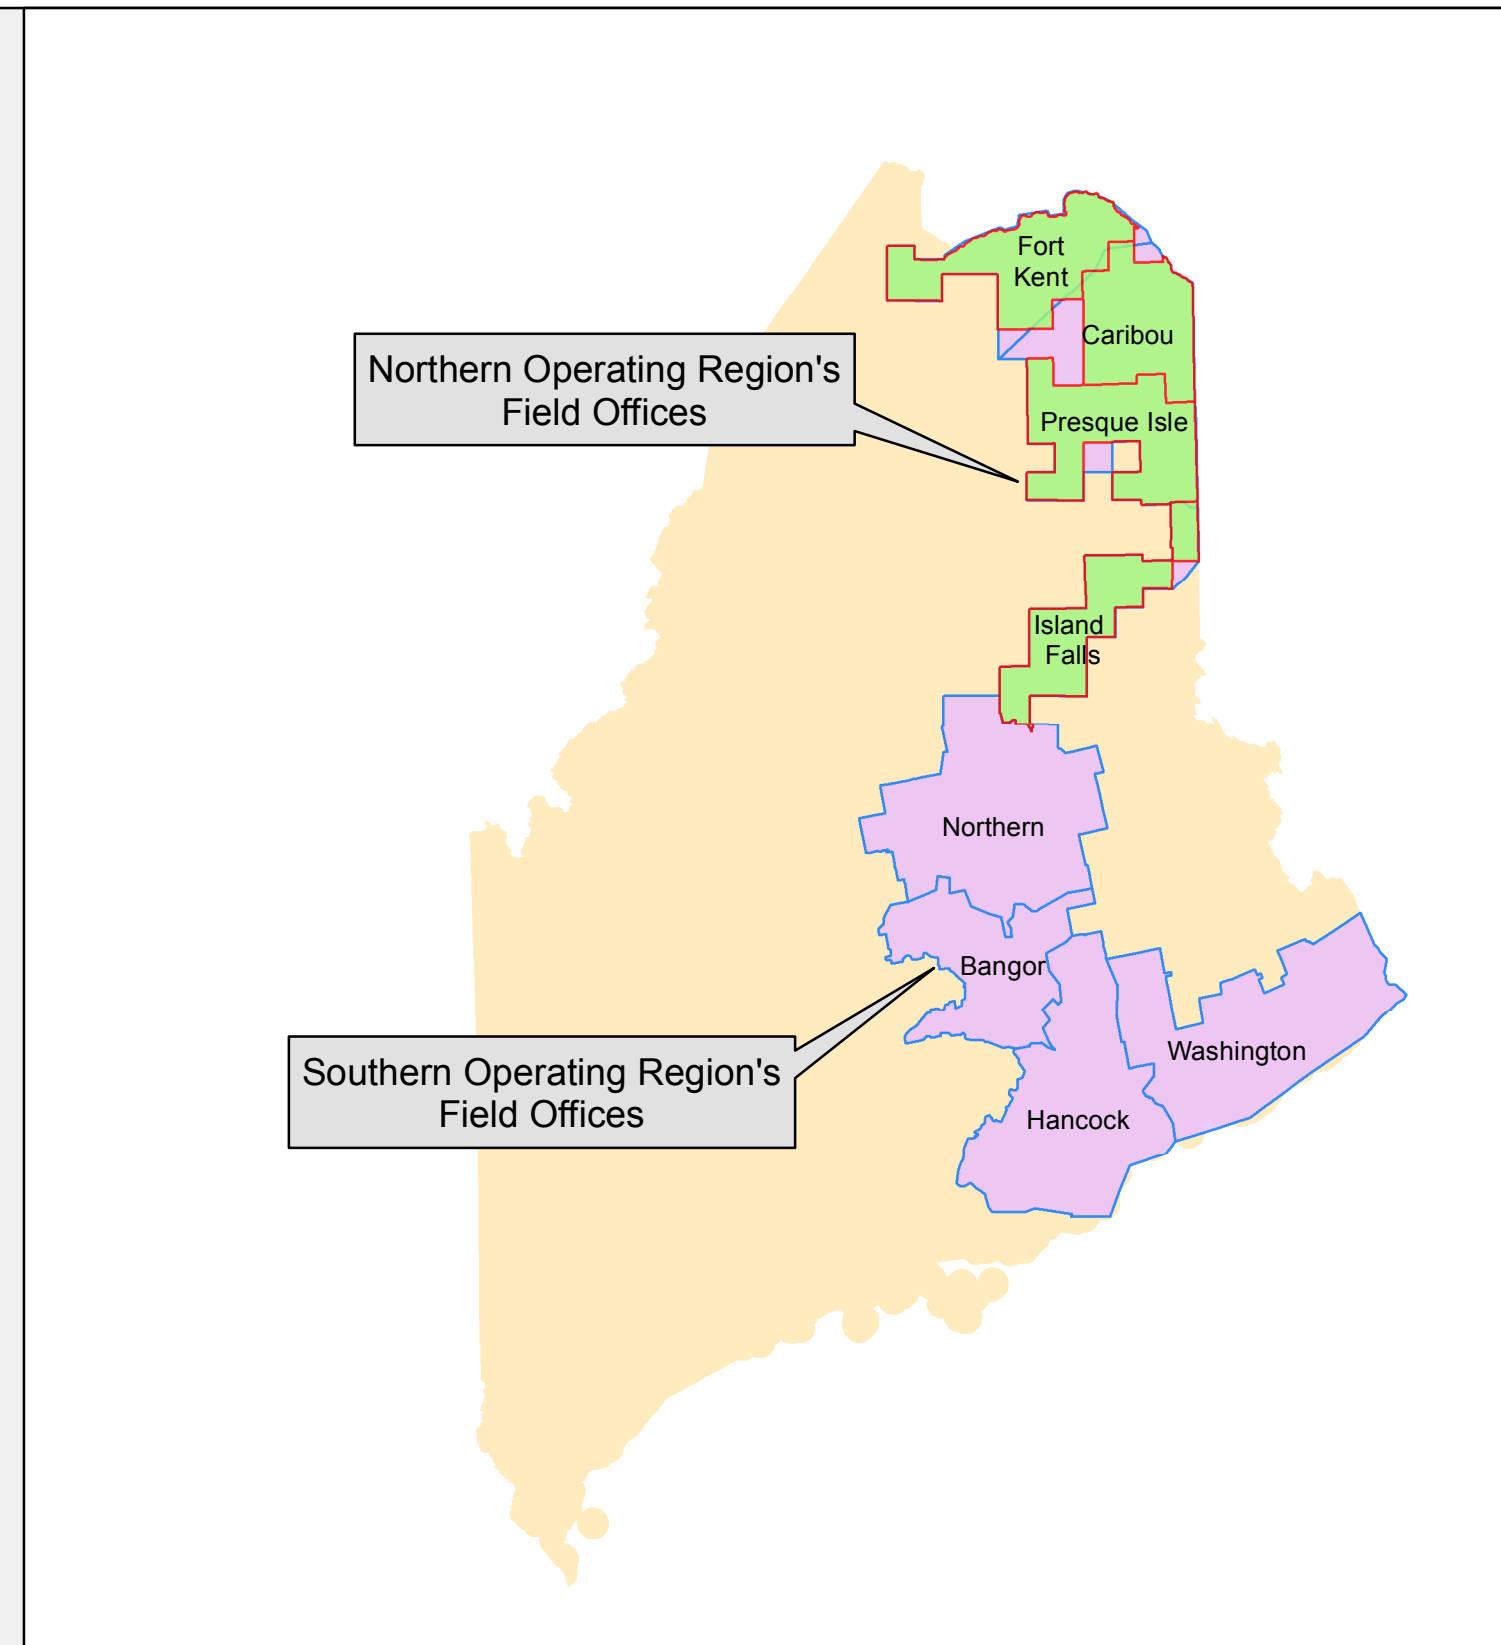 Fort
Kent
Caribou
Northern Operating Region's
Field Offices
Presque Isle
Island
Falls
Northern
Bangor
Washington
Southern Operating Region's
Field Offices
Hancock